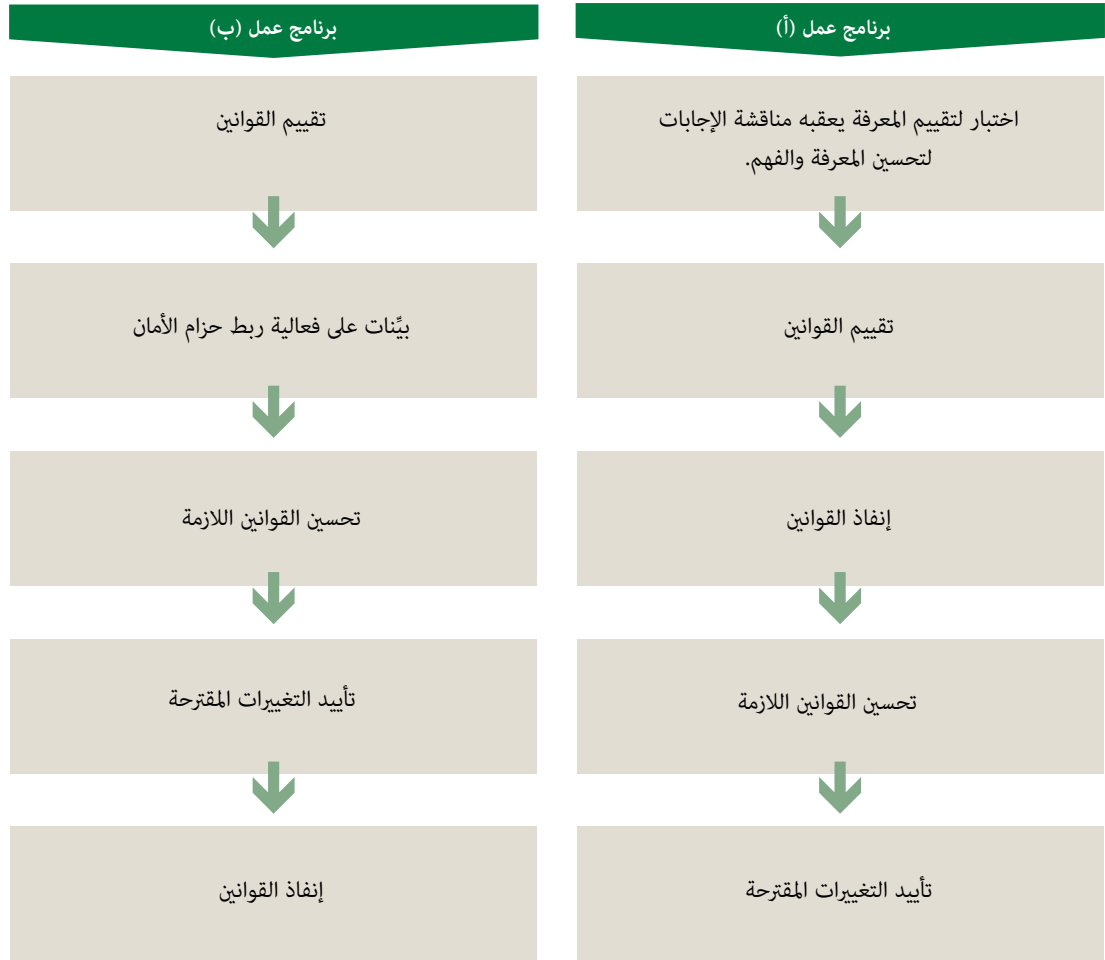 برنامج عمل (أ)
اختبار لتقييم المعرفة يعقبه مناقشة الإجابات
لتحسين المعرفة والفهم.
تقييم القوانين
إنفاذ القوانين
تحسين القوانين اللازمة
تأييد التغييرات المقترحة
برنامج عمل (ب)
تقييم القوانين
بيِّنات على فعالية ربط حزام الأمان
تحسين القوانين اللازمة
تأييد التغييرات المقترحة
إنفاذ القوانين